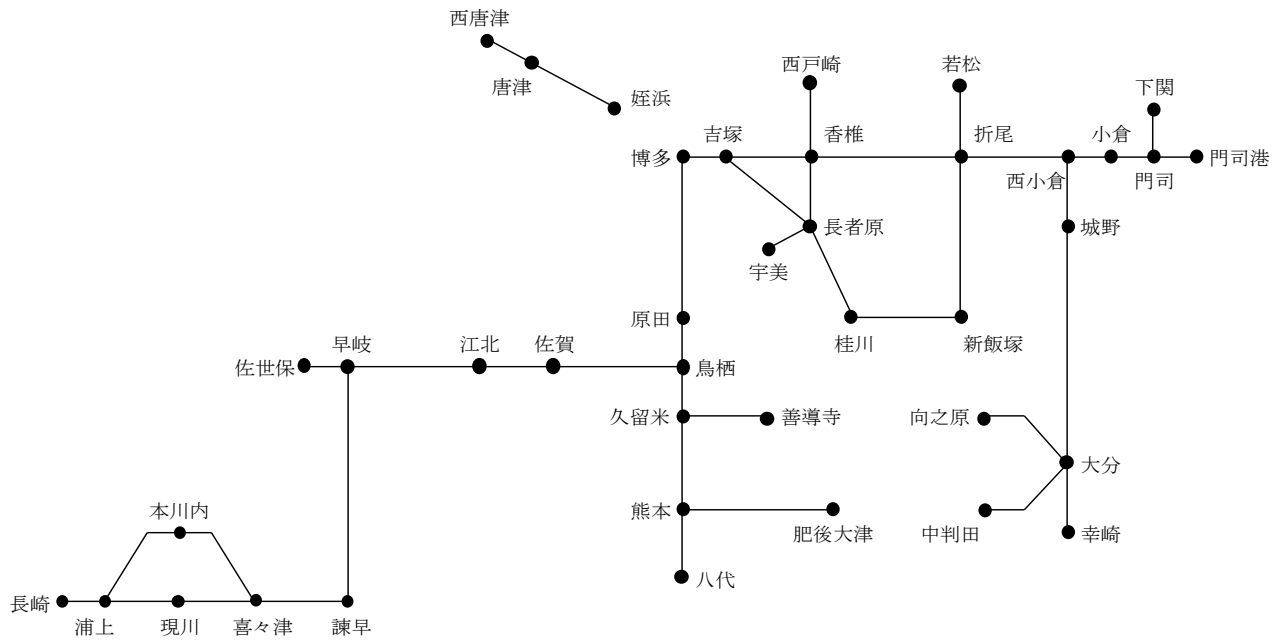 西唐津
唐津
姪浜
西戸崎
若松
下関
吉塚
香椎
折尾
小倉
博多
西小倉
門司
門司港
長者原
城野
宇美
原田
桂川
新飯塚
早岐
江北
佐賀
佐世保
鳥栖
久留米
善導寺
向之原
大分
本川内
熊本
肥後大津
中判田
幸崎
八代
長崎
浦上
現川
喜々津
諫早